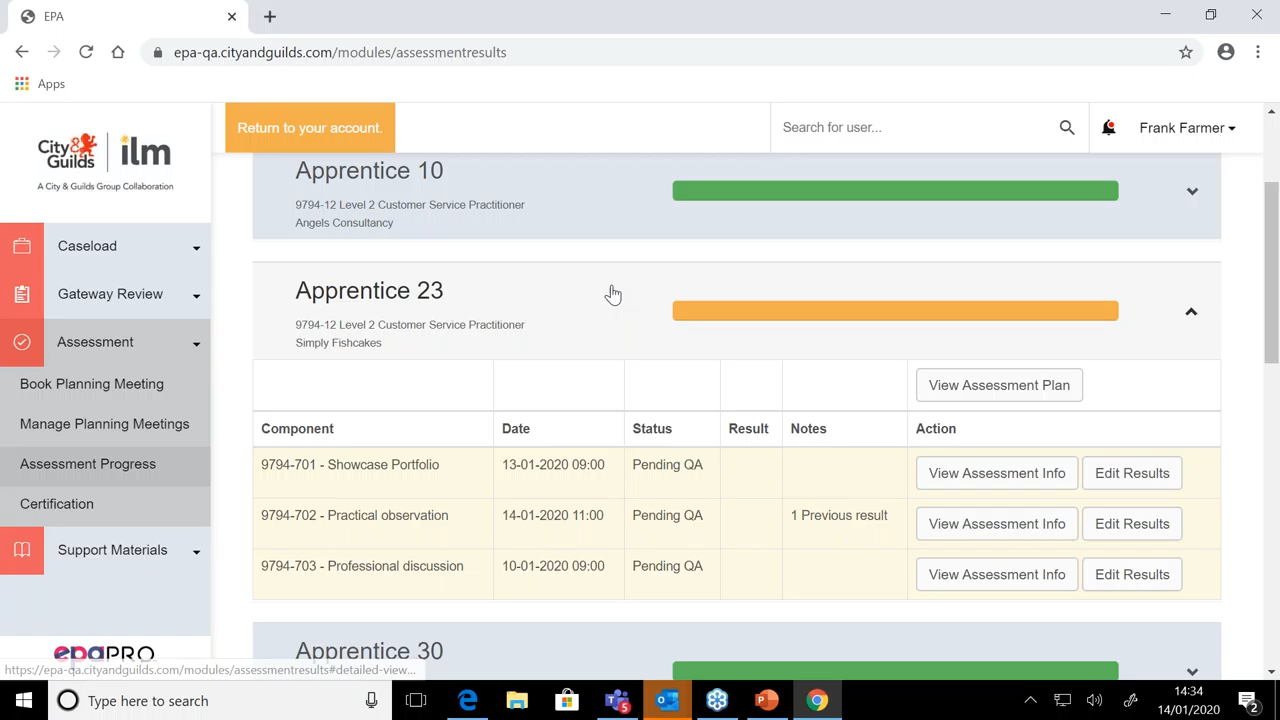 EPA
epa-qa.cityandguilds.com/modules/assessmentresults
Apps
City & Guilds
ilm
A City & Guilds Group Collaboration
Return to your account.
Search for user...
Frank Farmer
Caseload
Gateway Review
Assessment
Book Planning Meeting
Manage Planning Meetings
Assessment Progress
Certification
Support Materials
epaPRO
Apprentice 10
9794-12 Level 2 Customer Service Practitioner
Angels Consultancy
Apprentice 23
9794-12 Level 2 Customer Service Practitioner
Simply Fishcakes
View Assessment Plan
Component Date Status Result Notes Action
9794-701 - Showcase Portfolio 13-01-2020 09:00 Pending QA View Assessment Info Edit Results
9794-702 - Practical observation 14-01-2020 11:00 Pending QA 1 Previous result View Assessment Info Edit Results
9794-703 - Professional discussion 10-01-2020 09:00 Pending QA View Assessment Info Edit Results
Apprentice 30
https://epa-qa.cityandguilds.com/modules/assessmentresults#detailed-view...
Type here to search
5
14:34
14/01/2020
2